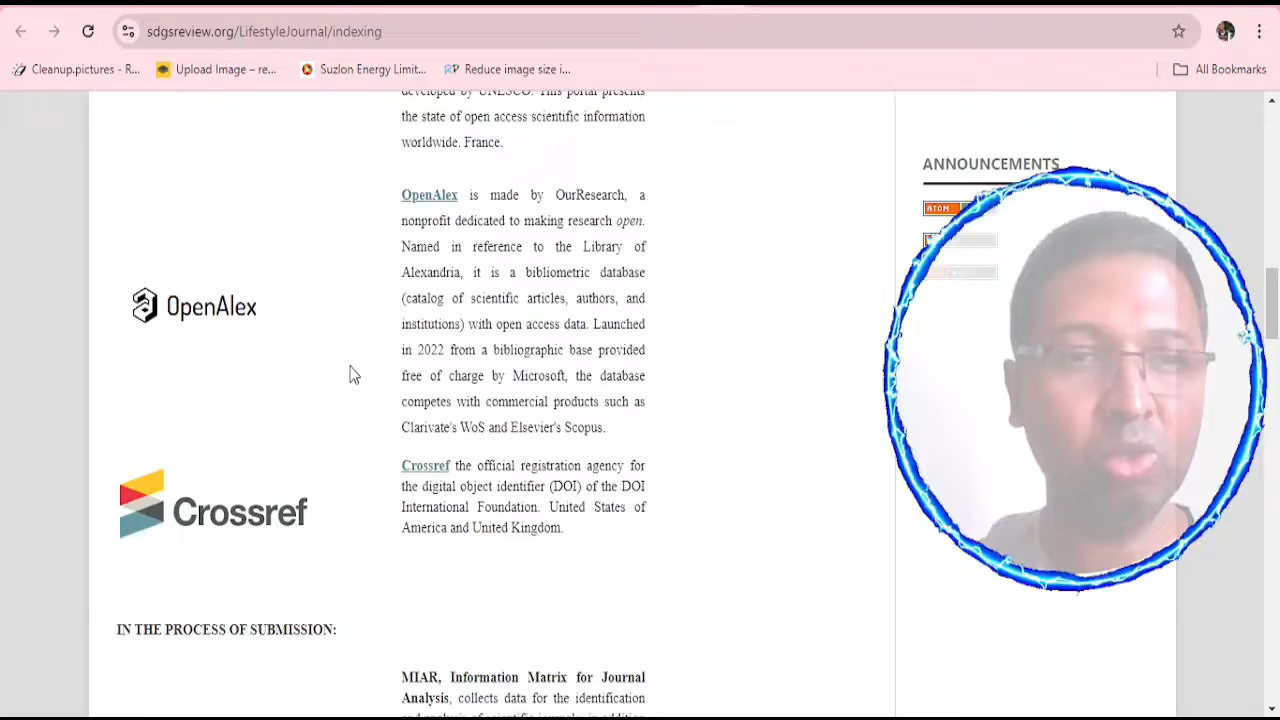 sdgsreview.org/LifestyleJournal/indexing
Cleanup.pictures - R...
Upload Image – re...
Suzlon Energy Limit...
RP Reduce image size i...
All Bookmarks
developed by UNESCO. This portal presents
the state of open access scientific information
worldwide. France.
OpenAlex is made by OurResearch, a
nonprofit dedicated to making research open.
Named in reference to the Library of
Alexandria, it is a bibliometric database
(catalog of scientific articles, authors, and
institutions) with open access data. Launched
in 2022 from a bibliographic base provided
free of charge by Microsoft, the database
competes with commercial products such as
Clarivate's WoS and Elsevier's Scopus.
OpenAlex
Crossref the official registration agency for
the digital object identifier (DOI) of the DOI
International Foundation. United States of
America and United Kingdom.
Crossref
IN THE PROCESS OF SUBMISSION:
MIAR, Information Matrix for Journal
Analysis, collects data for the identification
ANNOUNCEMENTS
ATOM